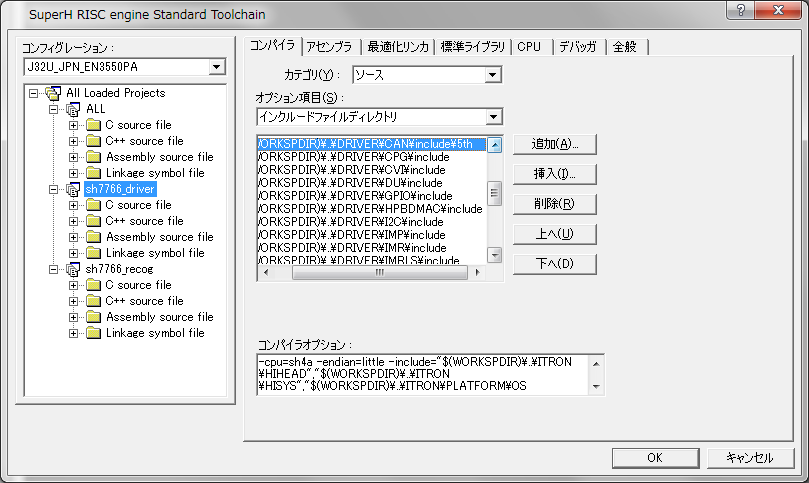 SuperH RISC engine Standard Toolchain
コンフィグレーション :
J32U_JPN_EN3550PA
All Loaded Projects
ALL
C source file
C++ source file
Assembly source file
Linkage symbol file
sh7766_driver
C source file
C++ source file
Assembly source file
Linkage symbol file
sh7766_recog
C source file
C++ source file
Assembly source file
Linkage symbol file
コンパイラ アセンブラ 最適化リンカ 標準ライブラリ CPU デバッガ 全般
カテゴリ(Y) : ソース
オプション項目(S) :
インクルードファイルディレクトリ
/ORKSPDIR)¥.¥DRIVER¥CAN¥include¥5th
/ORKSPDIR)¥.¥DRIVER¥CPG¥include
/ORKSPDIR)¥.¥DRIVER¥CVI¥include
/ORKSPDIR)¥.¥DRIVER¥DU¥include
/ORKSPDIR)¥.¥DRIVER¥GPIO¥include
/ORKSPDIR)¥.¥DRIVER¥HPBDMAC¥include
/ORKSPDIR)¥.¥DRIVER¥I2C¥include
/ORKSPDIR)¥.¥DRIVER¥IMP¥include
/ORKSPDIR)¥.¥DRIVER¥IMR¥include
/ORKSPDIR)¥.¥DRIVER¥IMRLS¥include
追加(A)...
挿入(I)...
削除(R)
上へ(U)
下へ(D)
コンパイラオプション :
-cpu=sh4a -endian=little -include="$(WORKSPDIR)¥.¥ITRON
¥HIHEAD","$(WORKSPDIR)¥.¥ITRON
¥HISYS","$(WORKSPDIR)¥.¥ITRON¥PLATFORM¥OS
OK
キャンセル